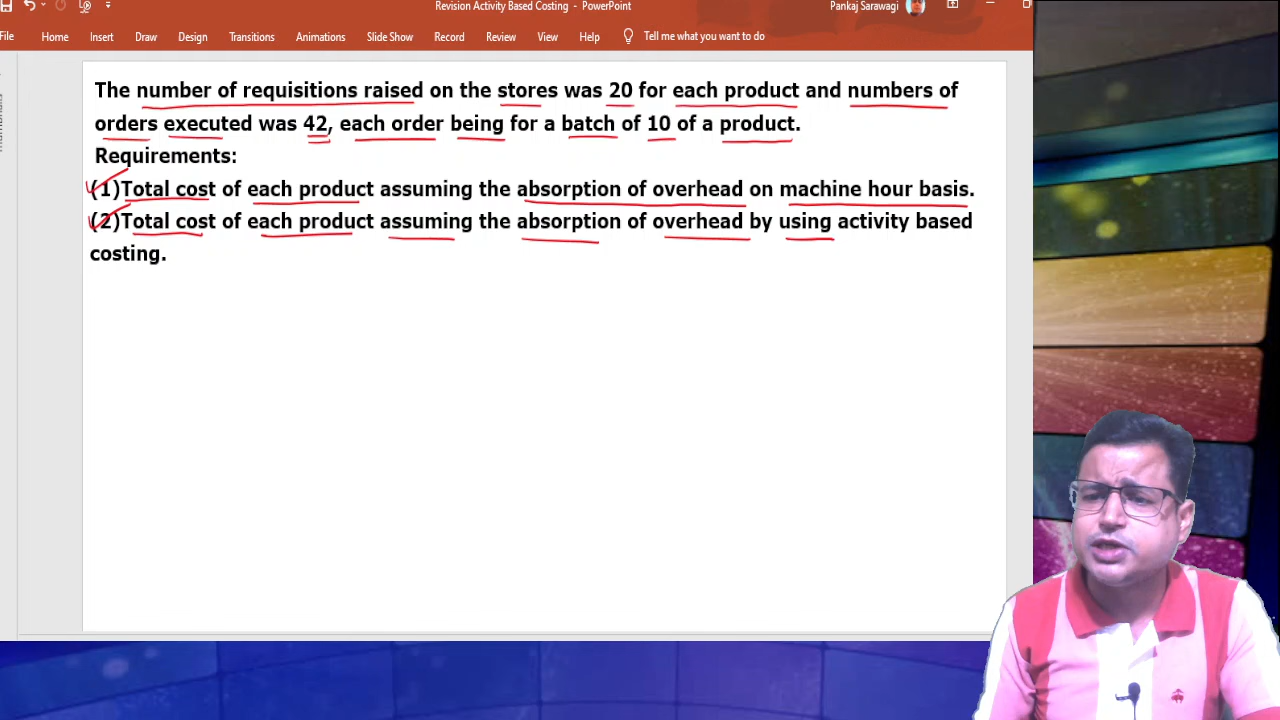 Revision Activity Based Costing - PowerPoint
Pankaj Sarawagi
File Home Insert Draw Design Transitions Animations Slide Show Record Review View Help Tell me what you want to do
The number of requisitions raised on the stores was 20 for each product and numbers of
orders executed was 42, each order being for a batch of 10 of a product.
Requirements:
(1)Total cost of each product assuming the absorption of overhead on machine hour basis.
(2)Total cost of each product assuming the absorption of overhead by using activity based
costing.